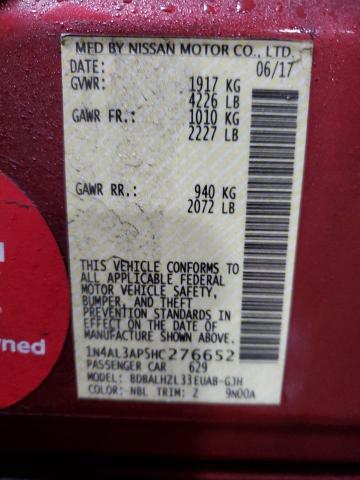 MFD BY NISSAN MOTOR CO., LTD.
DATE: 06/17
GVWR: 1917 KG
4226 LB
GAWR FR.: 1010 KG
2227 LB
GAWR RR.: 940 KG
2072 LB
THIS VEHICLE CONFORMS TO
ALL APPLICABLE FEDERAL
MOTOR VEHICLE SAFETY,
BUMPER, AND THEFT
PREVENTION STANDARDS IN
EFFECT ON THE DATE OF
MANUFACTURE SHOWN ABOVE.
1N4AL3AP5HC276652
PASSENGER CAR 629
MODEL: BDBALHZL33EUAB-GJH
COLOR: NBL TRIM: Z 9N00A